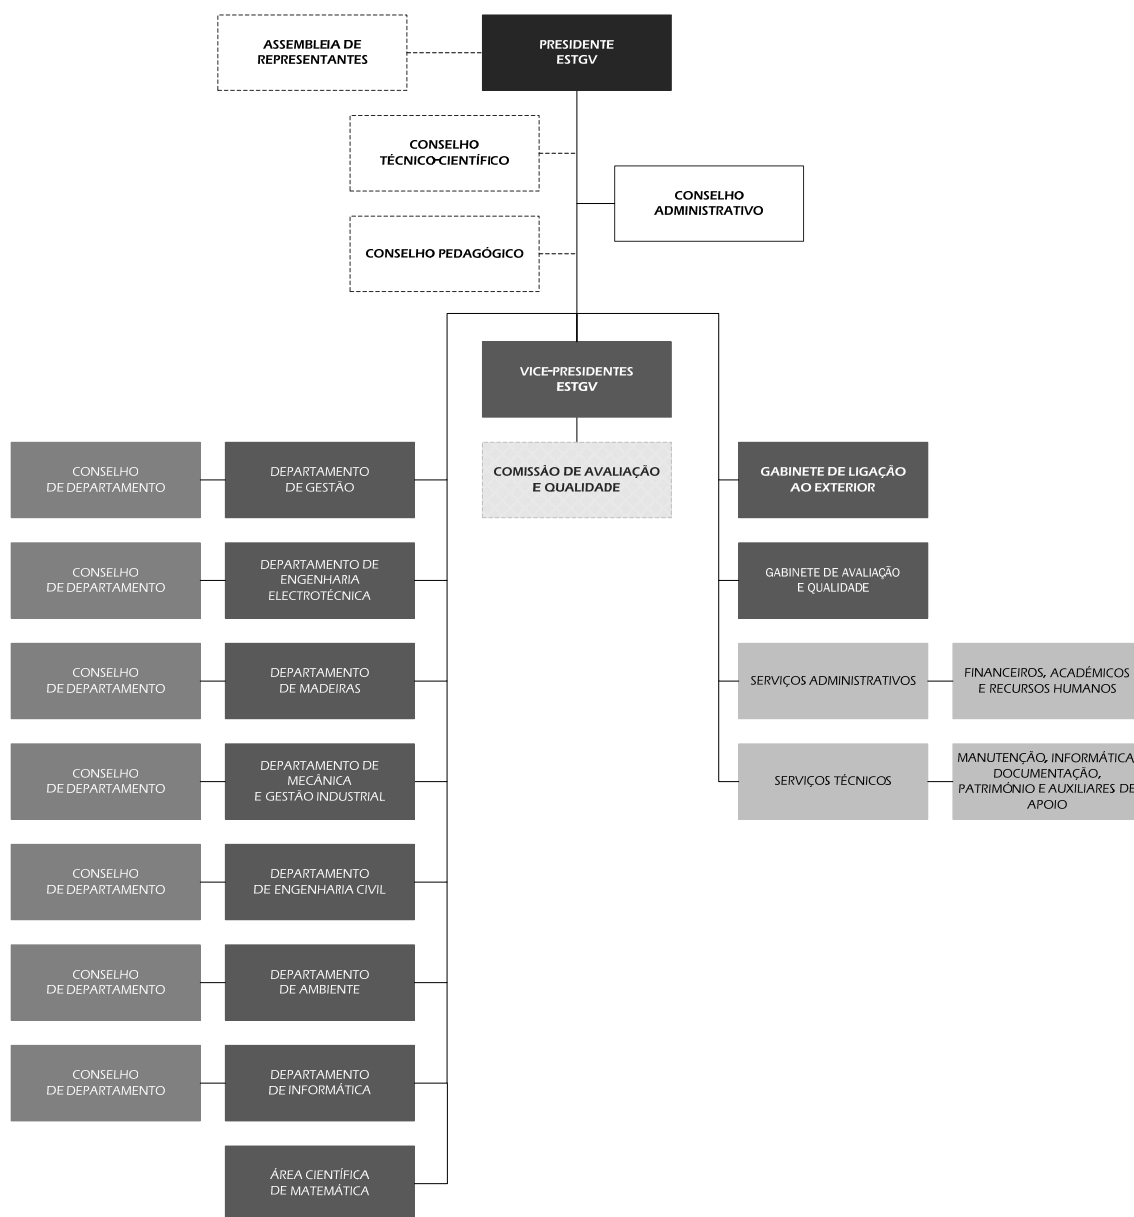 ASSEMBLEIA DE
REPRESENTANTES
PRESIDENTE
ESTGV
CONSELHO
TÉCNICO-CIENTÍFICO
CONSELHO
ADMINISTRATIVO
CONSELHO PEDAGÓGICO
VICE-PRESIDENTES
ESTGV
CONSELHO
DE DEPARTAMENTO
DEPARTAMENTO
DE GESTÃO
COMISSÃO DE AVALIAÇÃO
E QUALIDADE
GABINETE DE LIGAÇÃO
AO EXTERIOR
CONSELHO
DE DEPARTAMENTO
DEPARTAMENTO DE
ENGENHARIA
ELECTROTÉCNICA
GABINETE DE AVALIAÇÃO
E QUALIDADE
CONSELHO
DE DEPARTAMENTO
DEPARTAMENTO
DE MADEIRAS
SERVIÇOS ADMINISTRATIVOS
FINANCEIROS, ACADÉMICOS
E RECURSOS HUMANOS
CONSELHO
DE DEPARTAMENTO
DEPARTAMENTO DE
MECÂNICA
E GESTÃO INDUSTRIAL
SERVIÇOS TÉCNICOS
MANUTENÇÃO, INFORMÁTICA,
DOCUMENTAÇÃO,
PATRIMÓNIO E AUXILIARES DE
APOIO
CONSELHO
DE DEPARTAMENTO
DEPARTAMENTO
DE ENGENHARIA CIVIL
CONSELHO
DE DEPARTAMENTO
DEPARTAMENTO
DE AMBIENTE
CONSELHO
DE DEPARTAMENTO
DEPARTAMENTO
DE INFORMÁTICA
ÁREA CIENTÍFICA
DE MATEMÁTICA